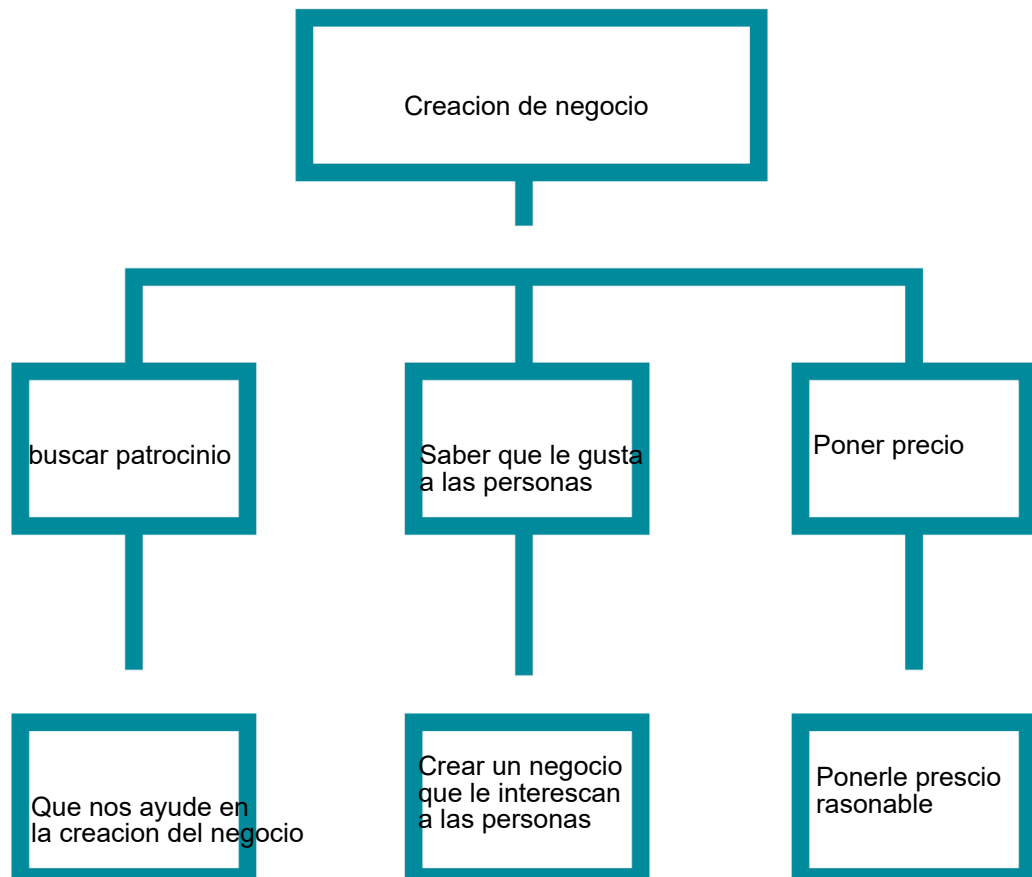 Creacion de negocio
buscar patrocinio
Saber que le gusta
a las personas
Poner precio
Que nos ayude en
la creacion del negocio
Crear un negocio
que le interescan
a las personas
Ponerle prescio
rasonable